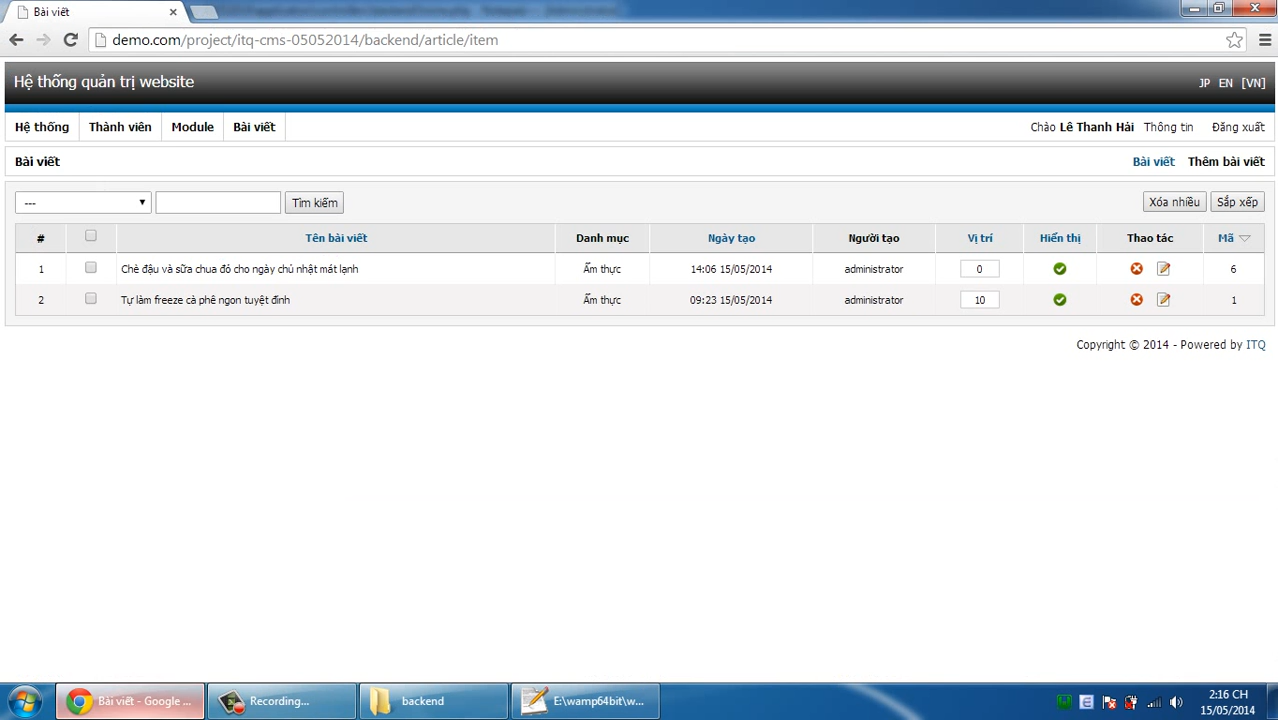 Bài viết
demo.com/project/itq-cms-05052014/backend/article/item
Hệ thống quản trị website
JP EN [VN]
Hệ thống Thành viên Module Bài viết
Chào Lê Thanh Hải Thông tin Đăng xuất
Bài viết
Bài viết Thêm bài viết
--- Tìm kiếm
Xóa nhiều Sắp xếp
# Tên bài viết Danh mục Ngày tạo Người tạo Vị trí Hiển thị Thao tác Mã
1 Chè đậu và sữa chua đỏ cho ngày chủ nhật mát lạnh Ẩm thực 14:06 15/05/2014 administrator 0 6
2 Tự làm freeze cà phê ngon tuyệt đỉnh Ẩm thực 09:23 15/05/2014 administrator 10 1
Copyright © 2014 - Powered by ITQ
Bài viết - Google ...
Recording...
backend
E:\wamp64bit\w...
2:16 CH
15/05/2014